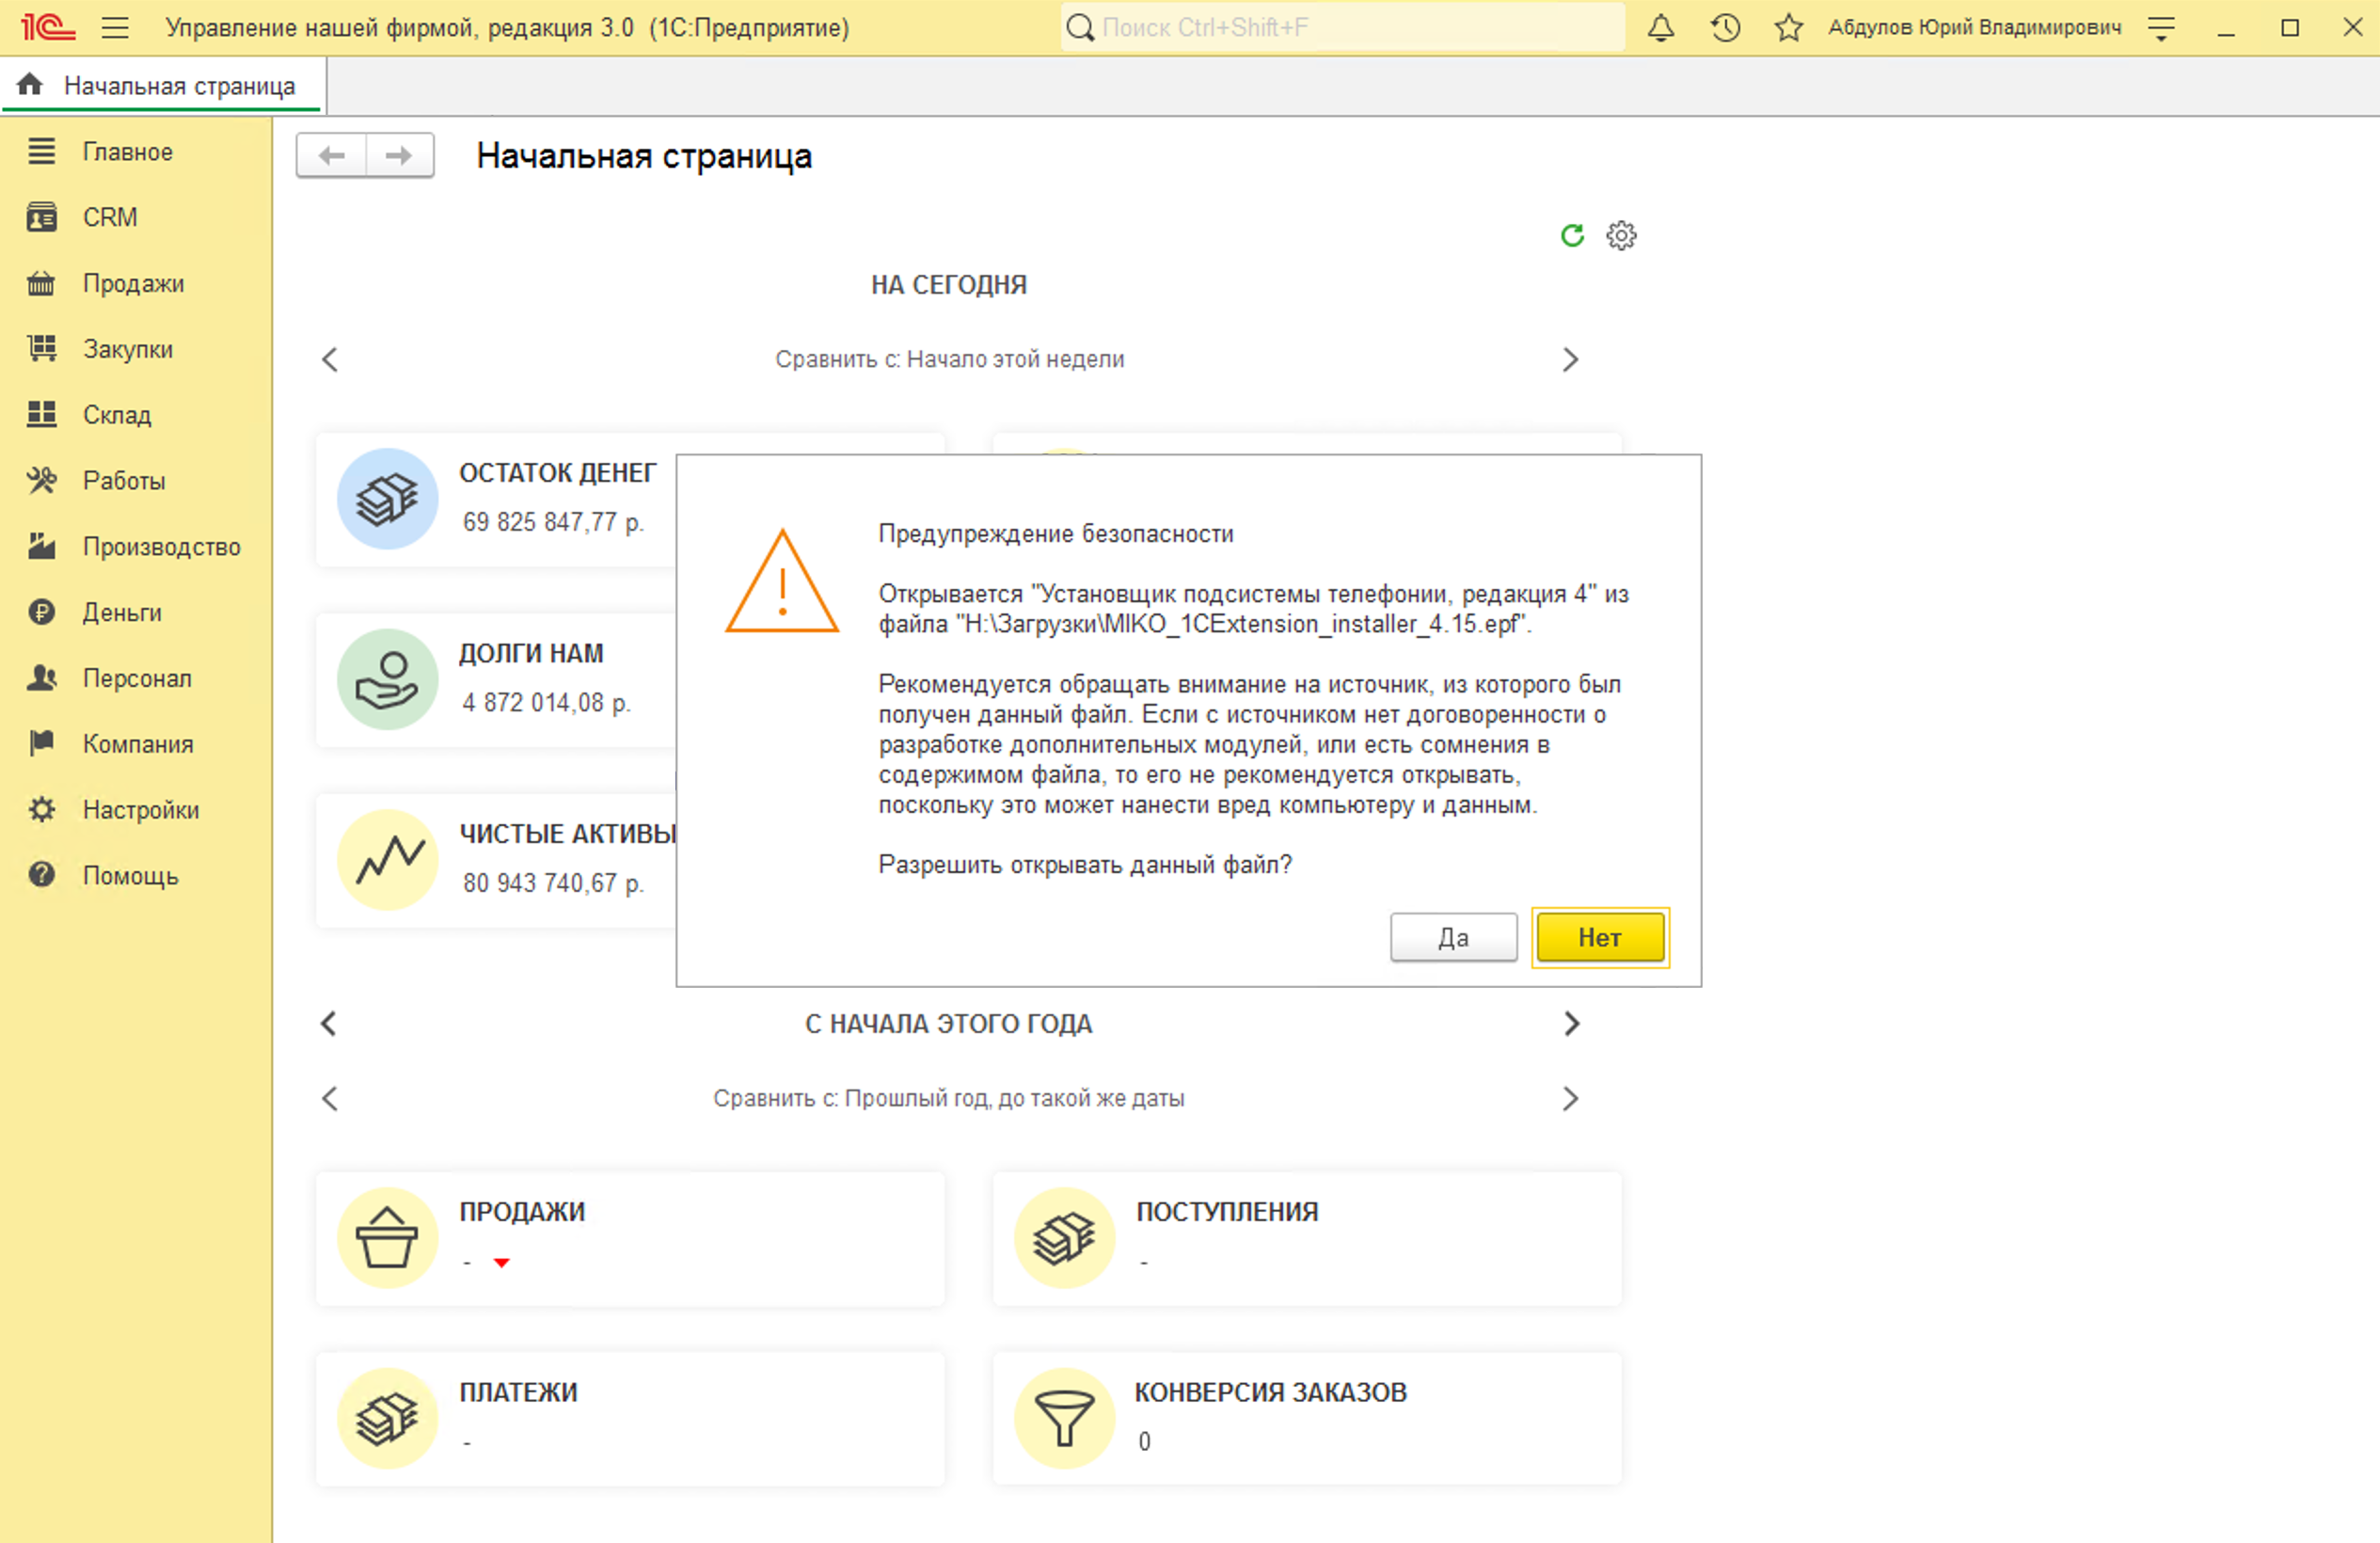 1С Управление нашей фирмой, редакция 3.0 (1С:Предприятие) Поиск Ctrl+Shift+F Абдулов Юрий Владимирович
Начальная страница
Главное
CRM
Продажи
Закупки
Склад
Работы
Производство
Деньги
Персонал
Компания
Настройки
Помощь
Начальная страница
НА СЕГОДНЯ
Сравнить с: Начало этой недели
ОСТАТОК ДЕНЕГ
69 825 847,77 р.
ДОЛГИ НАМ
4 872 014,08 р.
ЧИСТЫЕ АКТИВЫ
80 943 740,67 р.
Предупреждение безопасности
Открывается "Установщик подсистемы телефонии, редакция 4" из
файла "H:\Загрузки\MIKO_1CExtension_installer_4.15.epf".
Рекомендуется обращать внимание на источник, из которого был
получен данный файл. Если с источником нет договоренности о
разработке дополнительных модулей, или есть сомнения в
содержимом файла, то его не рекомендуется открывать,
поскольку это может нанести вред компьютеру и данным.
Разрешить открывать данный файл?
Да Нет
С НАЧАЛА ЭТОГО ГОДА
Сравнить с: Прошлый год, до такой же даты
ПРОДАЖИ
-
ПОСТУПЛЕНИЯ
-
ПЛАТЕЖИ
-
КОНВЕРСИЯ ЗАКАЗОВ
0